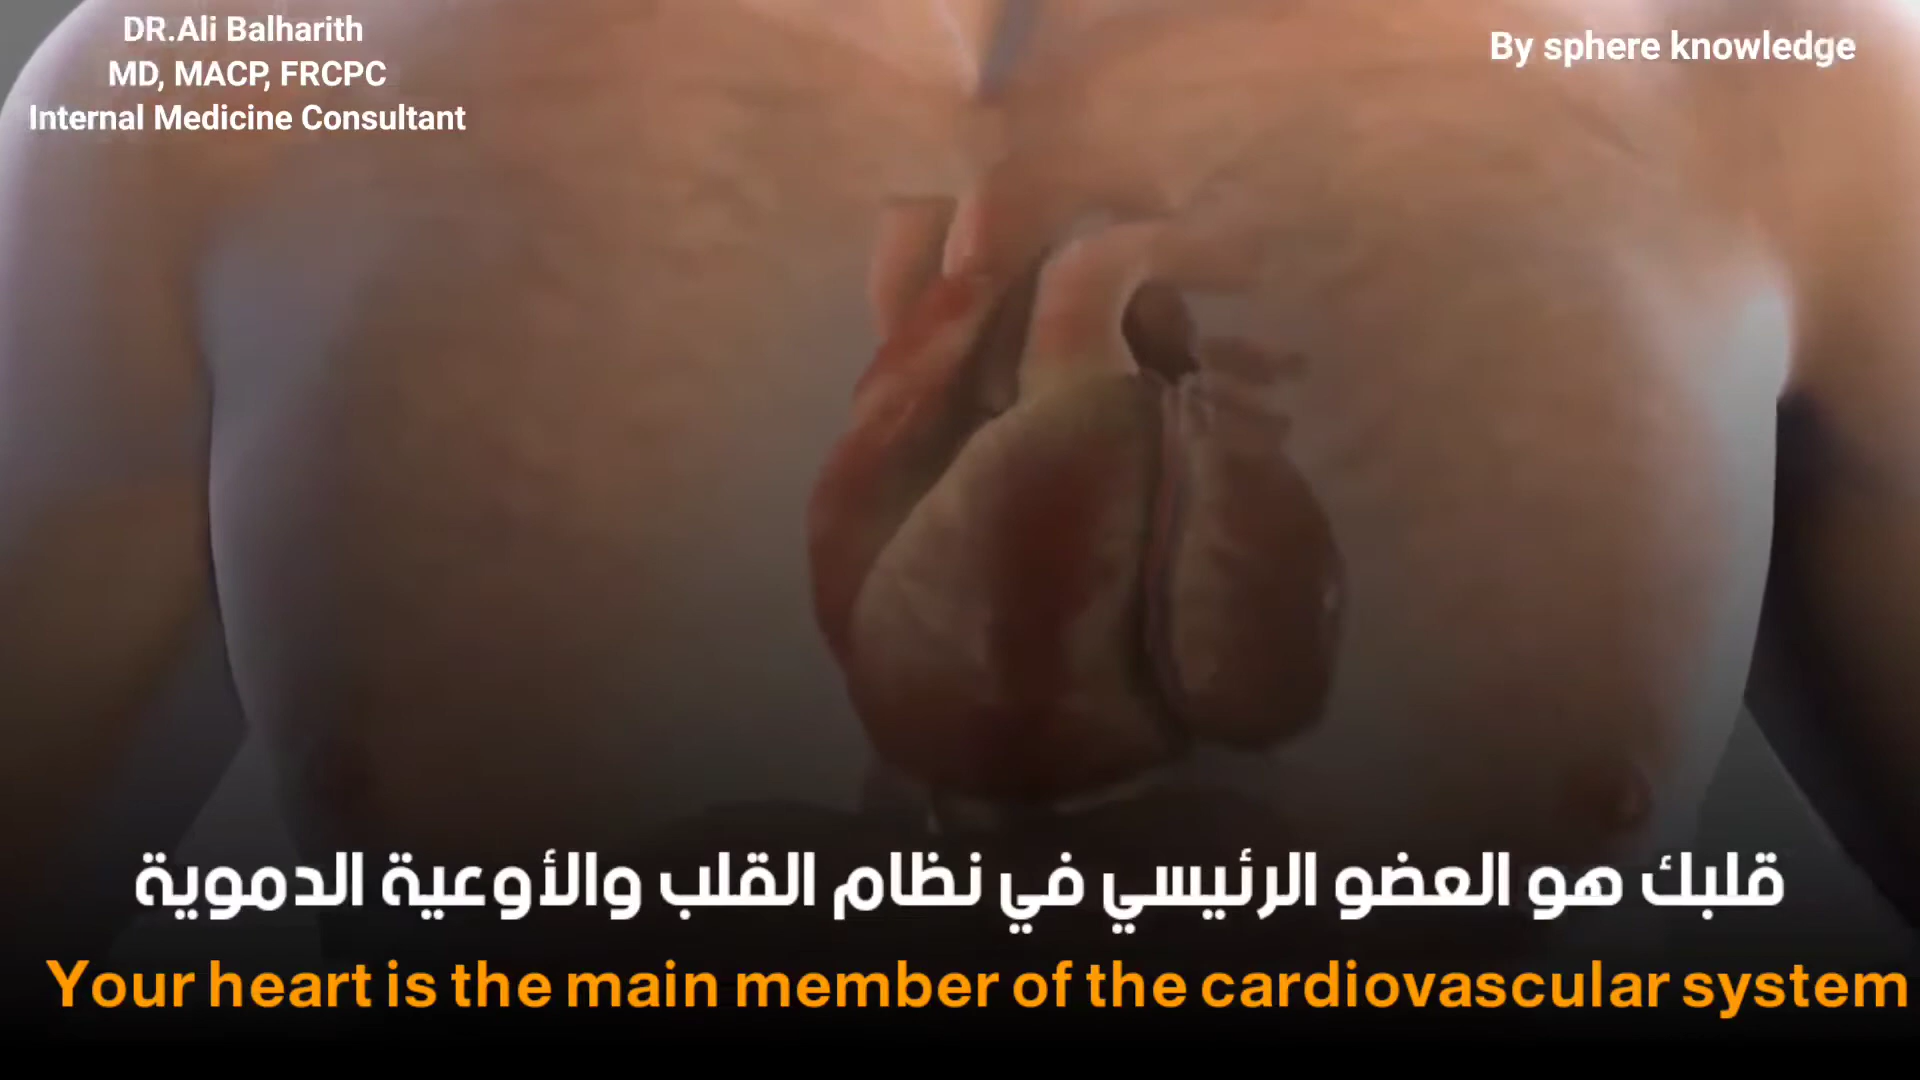 DR.Ali Balharith
MD, MACP, FRCPC
Internal Medicine Consultant
By sphere knowledge
قلبك هو العضو الرئيسي في نظام القلب والأوعية الدموية
Your heart is the main member of the cardiovascular system